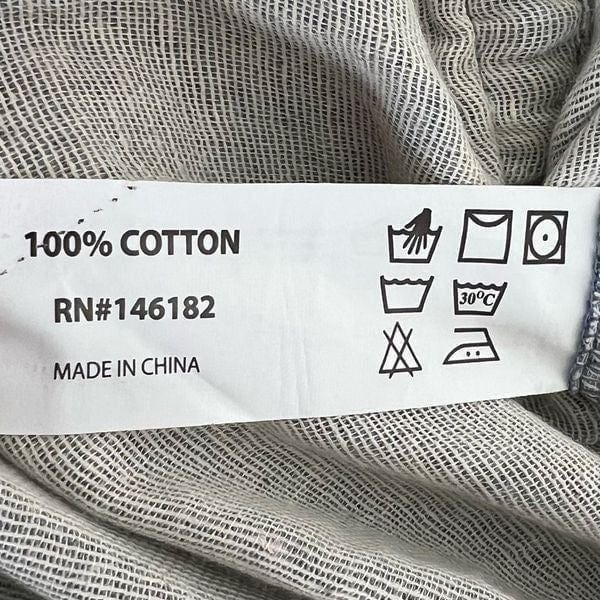 100% COTTON
RN#146182
MADE IN CHINA
30°C